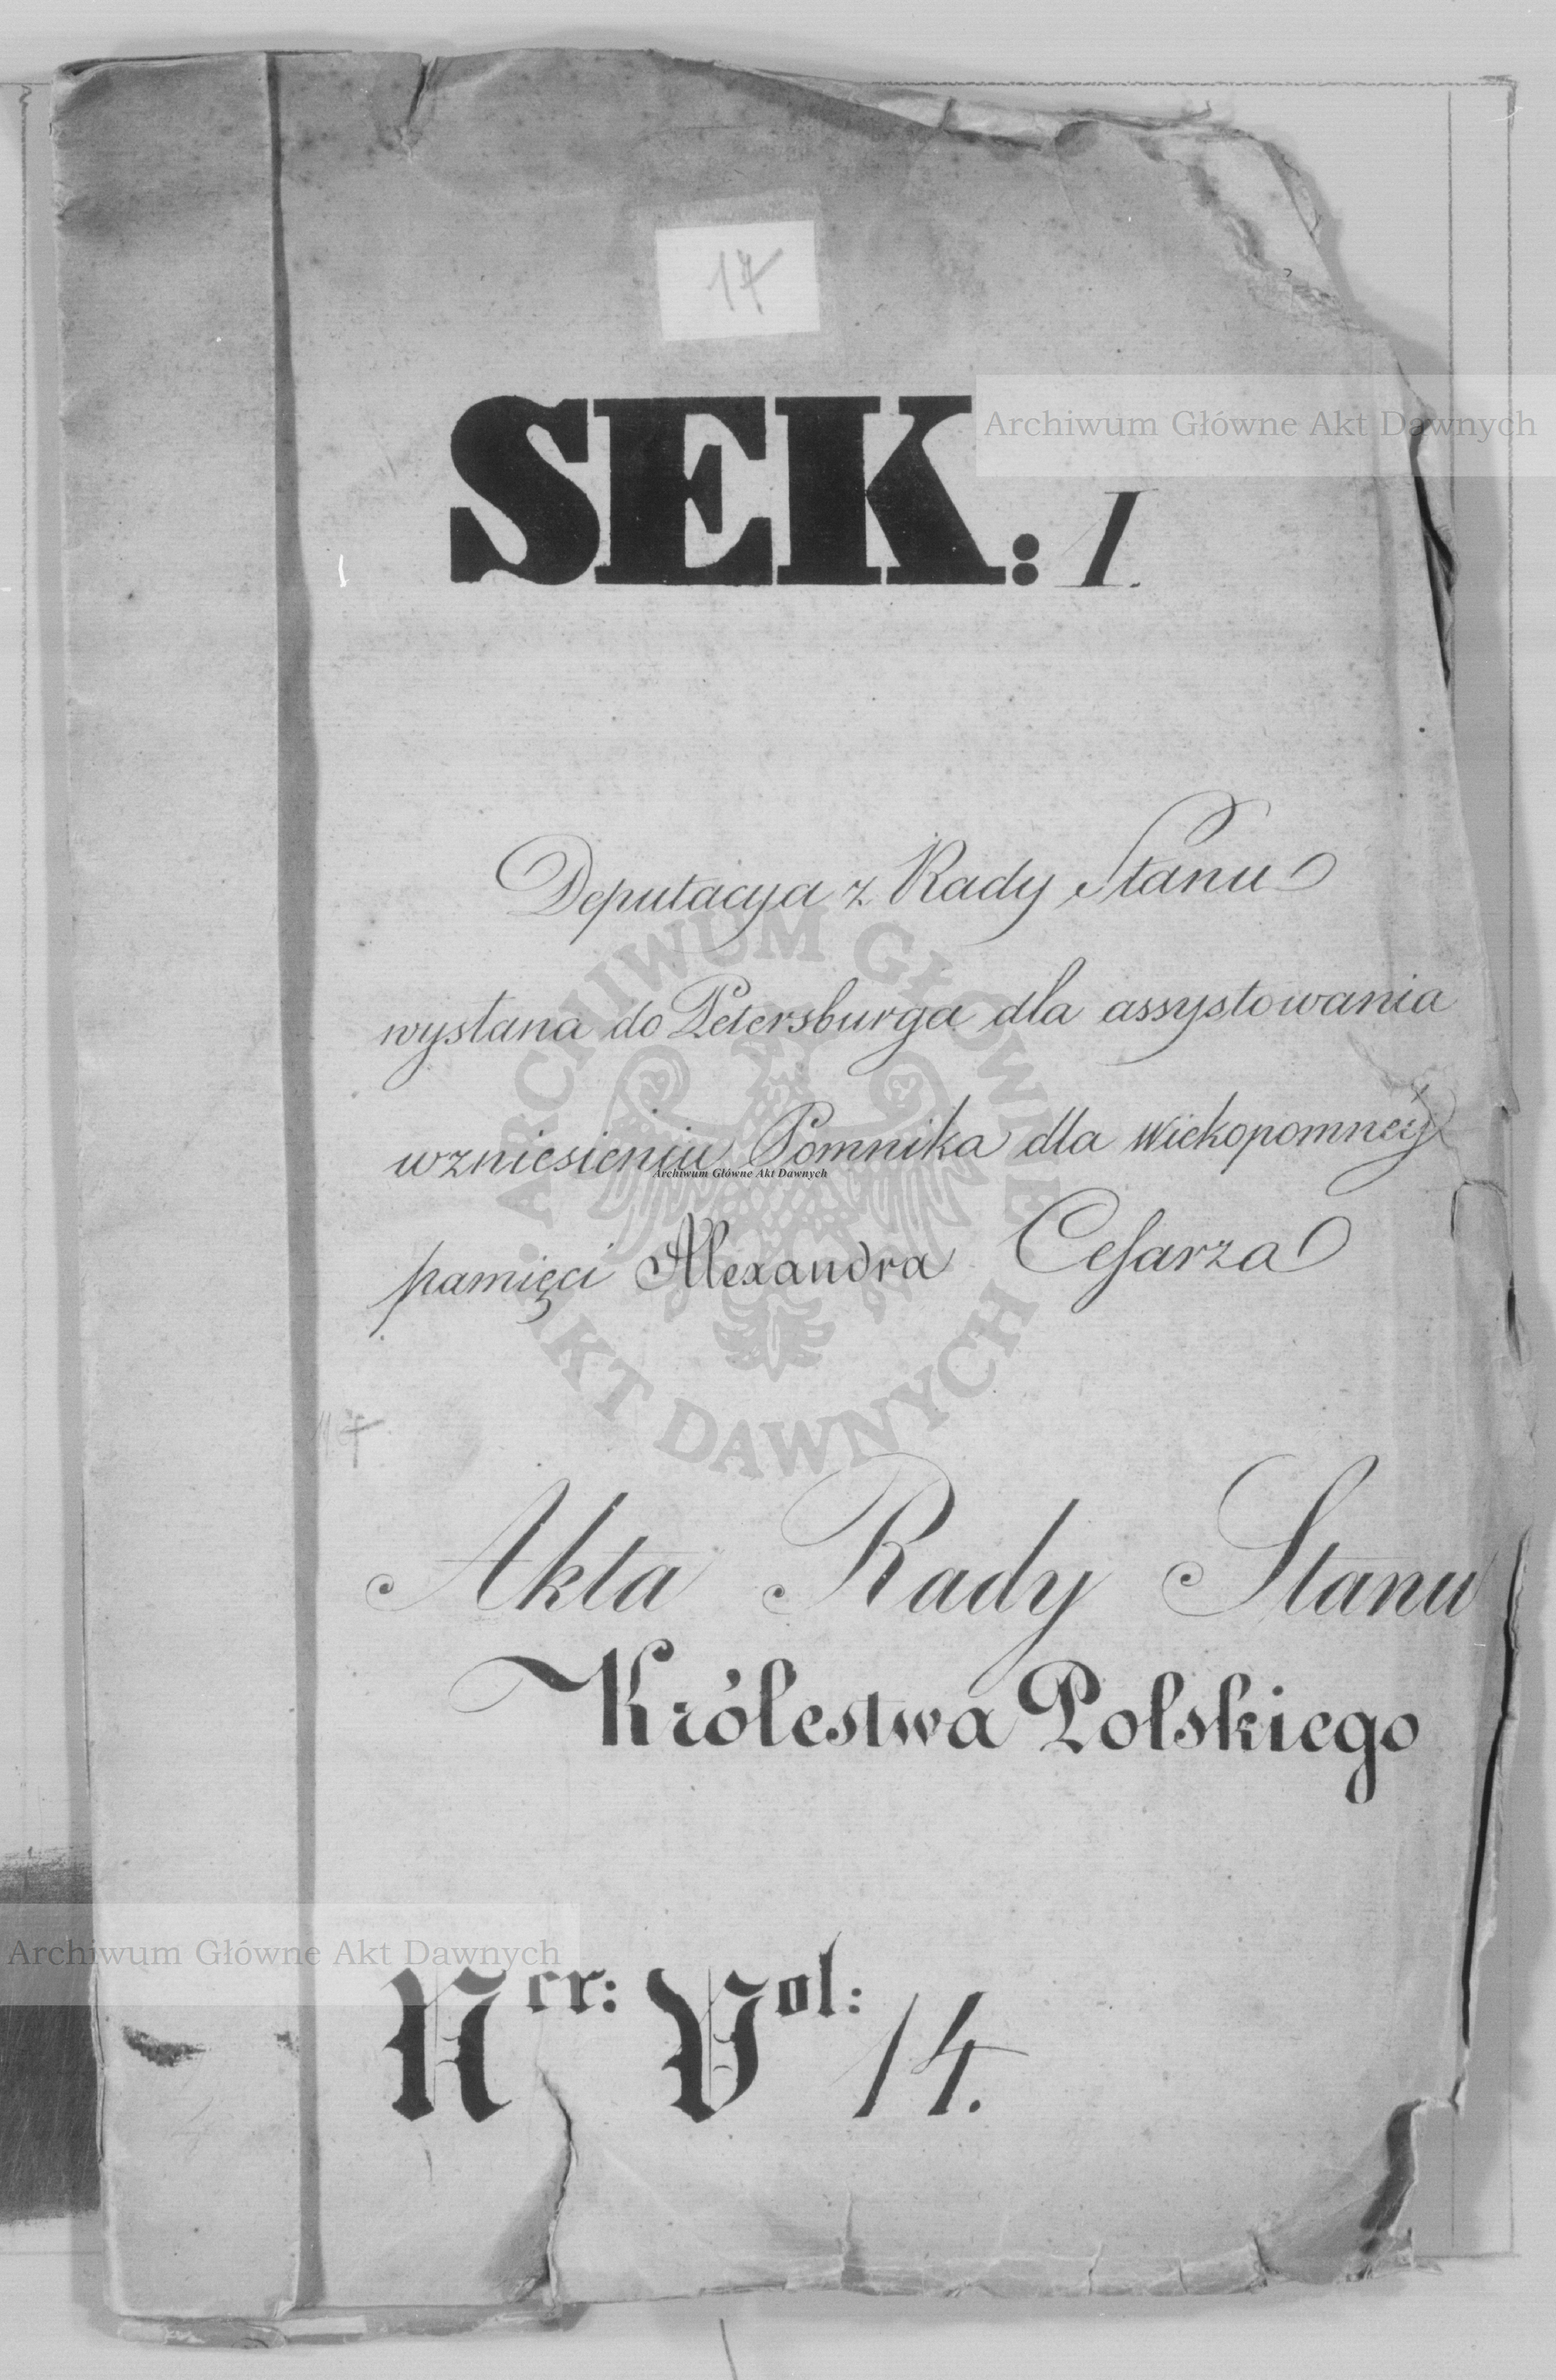 17
SEK: I.
Archiwum Główne Akt Dawnych
Deputacya z Rady Stanu
wysłana do Petersburga dla assystowania
wzniesieniu Pomnika dla wiekopomney
Archiwum Główne Akt Dawnych
pamięci Alexandra Cesarza
ARCHIWUM GŁÓWNE AKT DAWNYCH
Akta Rady Stanu
Królestwa Polskiego
Archiwum Główne Akt Dawnych
Ner: Vol: 14.